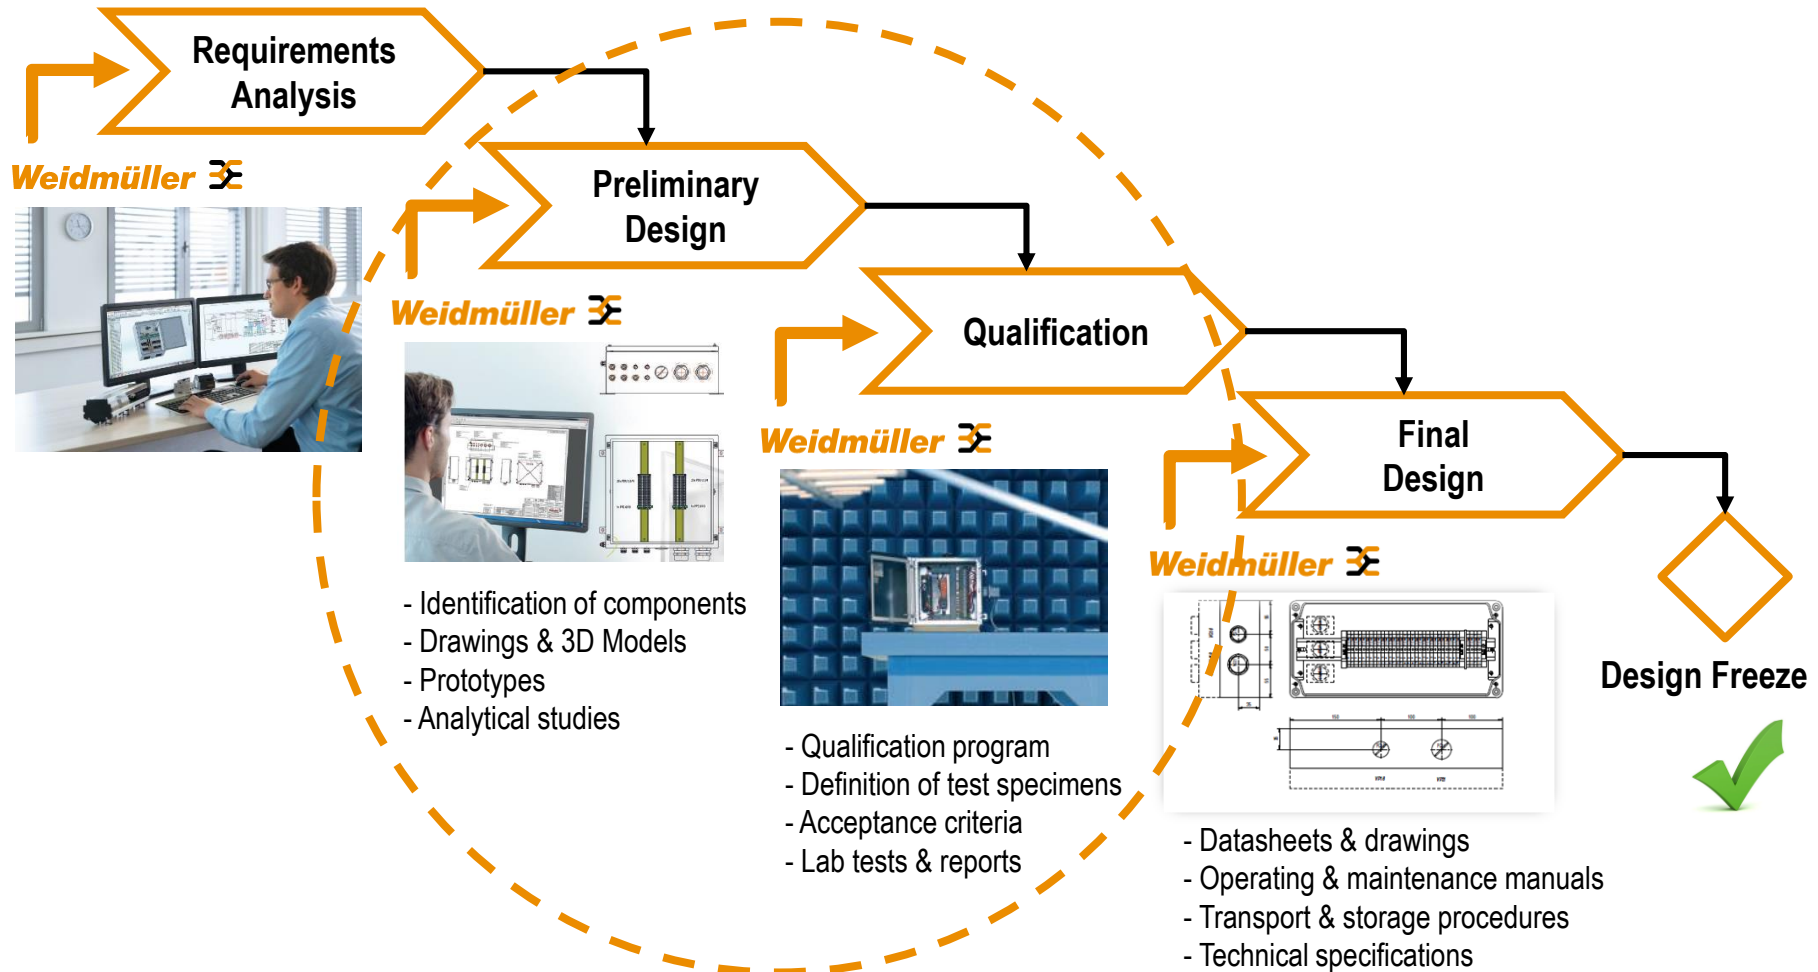 Requirements
Analysis
Weidmüller
Preliminary
Design
Weidmüller
- Identification of components
- Drawings & 3D Models
- Prototypes
- Analytical studies
Qualification
Weidmüller
- Qualification program
- Definition of test specimens
- Acceptance criteria
- Lab tests & reports
Final
Design
Weidmüller
- Datasheets & drawings
- Operating & maintenance manuals
- Transport & storage procedures
- Technical specifications
Design Freeze